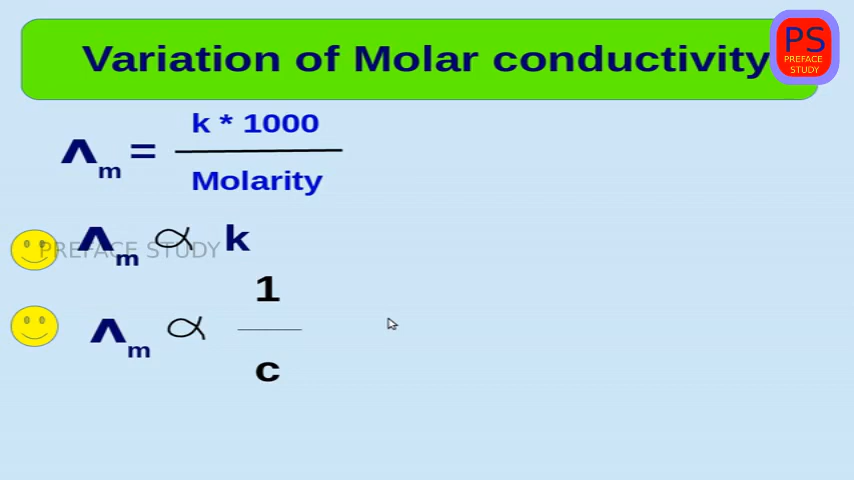 Variation of Molar conductivity
PS
PREFACE
STUDY
Λm = k * 1000
Molarity
Λm ∝ k
PREFACE STUDY
Λm ∝ 1
c